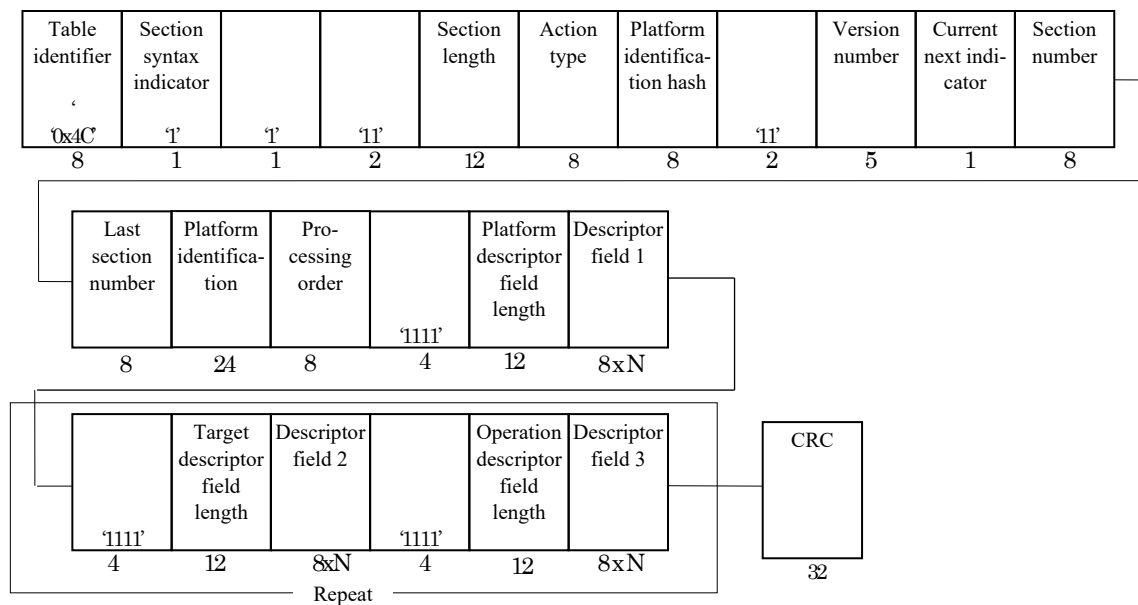 Table
identifier
‘
‘0x4C’
8
Section
syntax
indicator
‘1’
1
‘1’
1
‘11’
2
Section
length
12
Action
type
8
Platform
identifica-
tion hash
8
‘11’
2
Version
number
5
Current
next indi-
cator
1
Section
number
8
Last
section
number
8
Platform
identifica-
tion
24
Pro-
cessing
order
8
‘1111’
4
Platform
descriptor
field
length
12
Descriptor
field 1
8xN
‘1111’
4
Target
descriptor
field
length
12
Descriptor
field 2
8xN
‘1111’
4
Operation
descriptor
field
length
12
Descriptor
field 3
8xN
Repeat
CRC
32